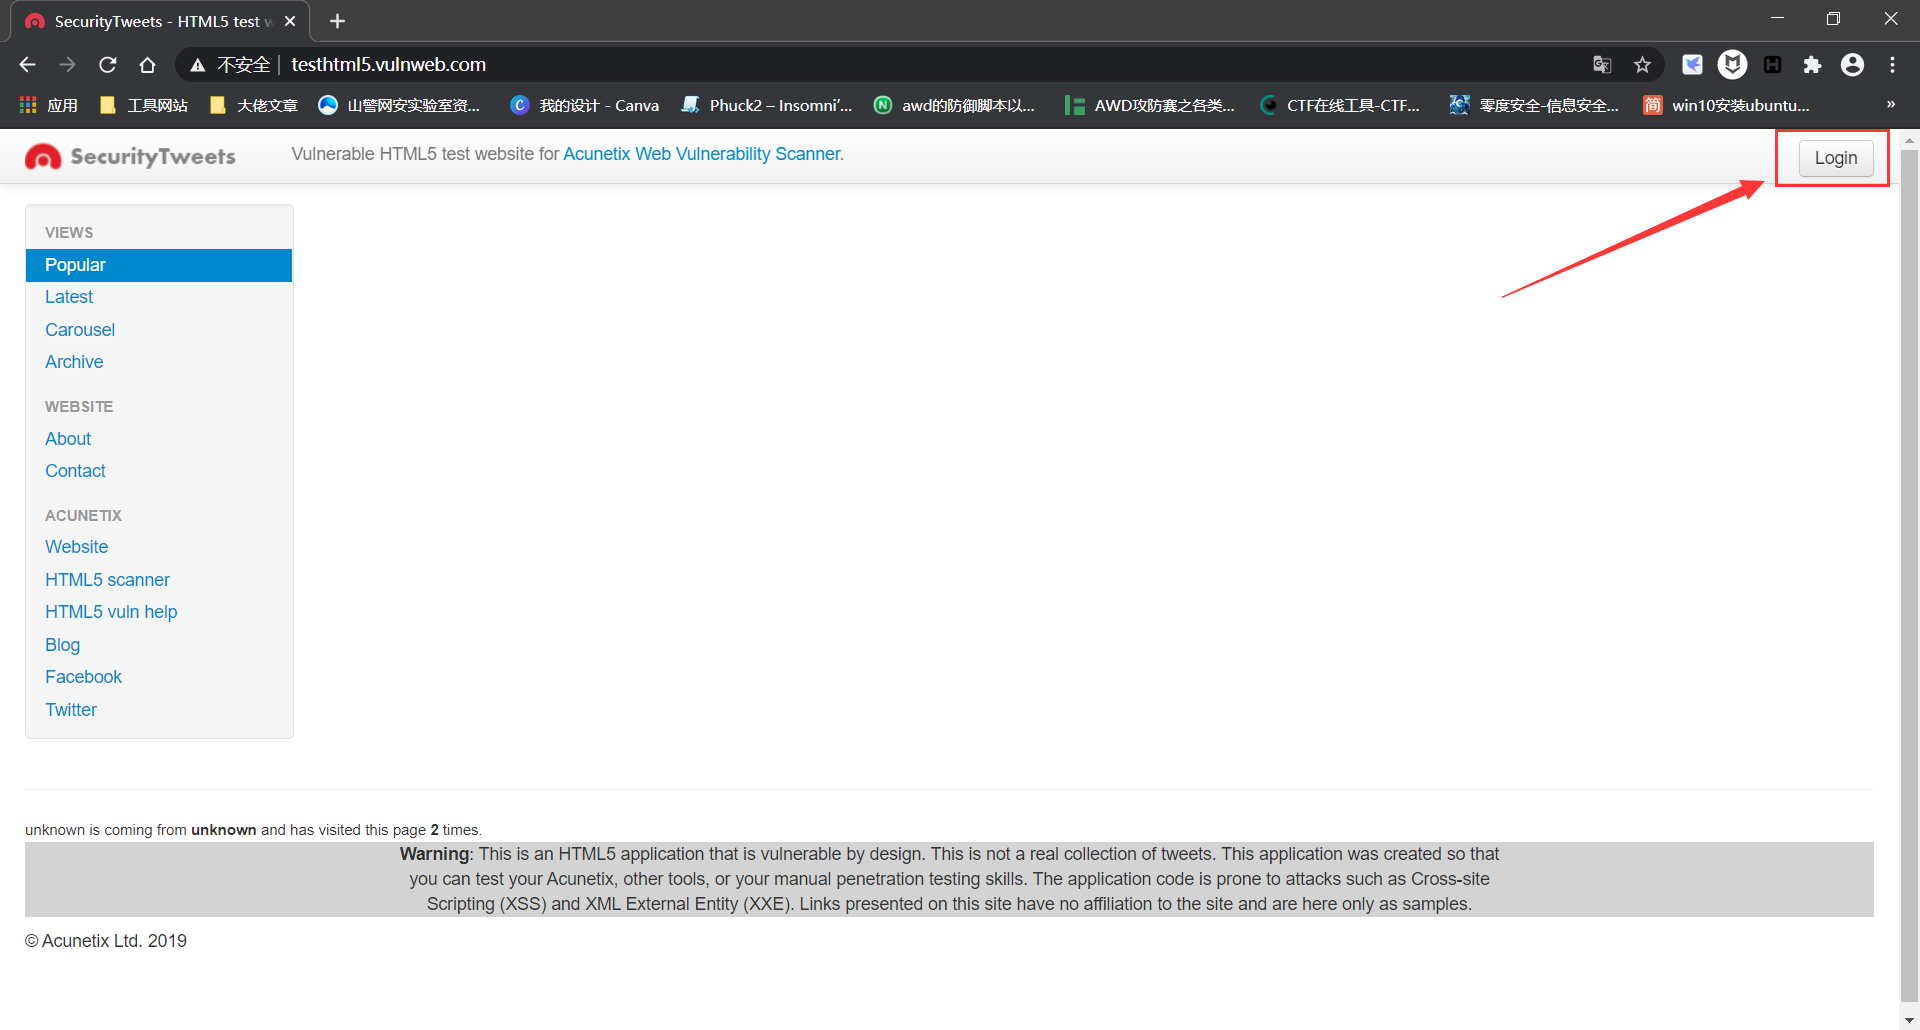 SecurityTweets - HTML5 test w
不安全 | testhtml5.vulnweb.com
应用 工具网站 大佬文章 山警网安实验室资... 我的设计 - Canva Phuck2 – Insomni'... awd的防御脚本以... AWD攻防赛之各类... CTF在线工具-CTF... 零度安全-信息安全... 简 win10安装ubuntu... »
SecurityTweets Vulnerable HTML5 test website for Acunetix Web Vulnerability Scanner. Login
VIEWS
Popular
Latest
Carousel
Archive
WEBSITE
About
Contact
ACUNETIX
Website
HTML5 scanner
HTML5 vuln help
Blog
Facebook
Twitter
unknown is coming from unknown and has visited this page 2 times.
Warning: This is an HTML5 application that is vulnerable by design. This is not a real collection of tweets. This application was created so that
you can test your Acunetix, other tools, or your manual penetration testing skills. The application code is prone to attacks such as Cross-site
Scripting (XSS) and XML External Entity (XXE). Links presented on this site have no affiliation to the site and are here only as samples.
© Acunetix Ltd. 2019